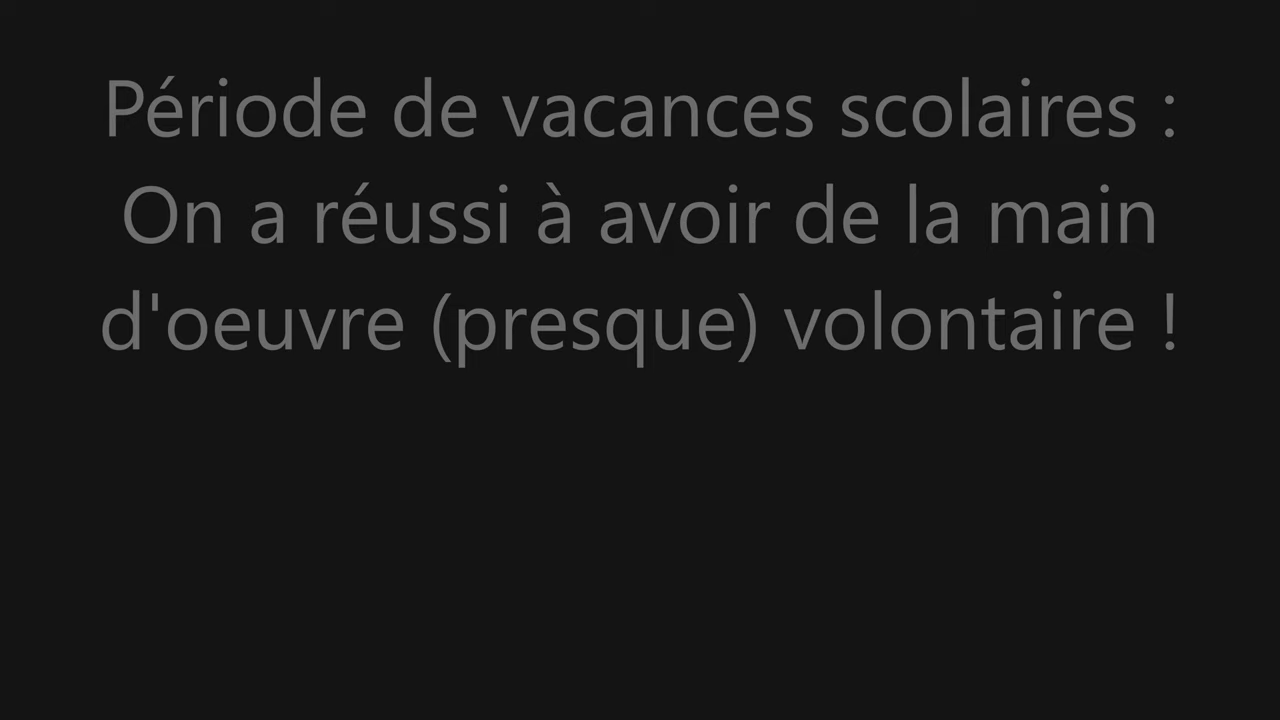 Période de vacances scolaires :
On a réussi à avoir de la main
d'oeuvre (presque) volontaire !